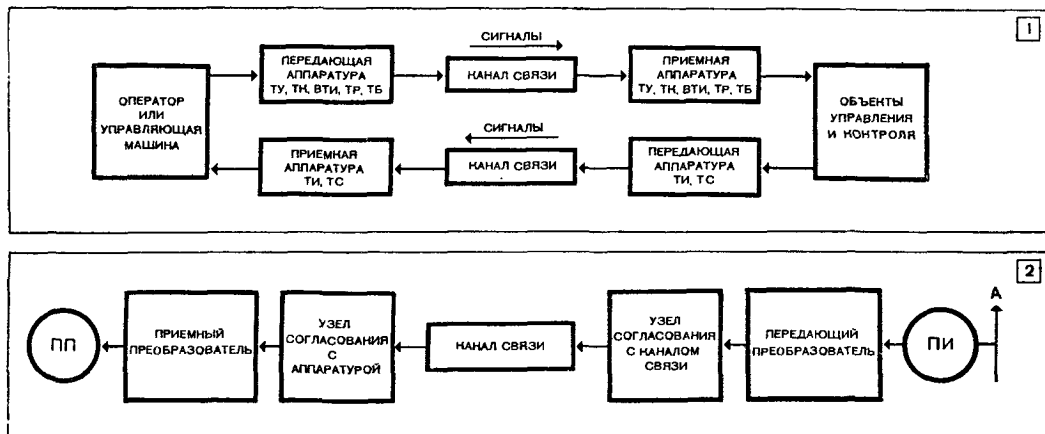 1
СИГНАЛЫ
ПЕРЕДАЮЩАЯ
АППАРАТУРА
ТУ, ТК, ВТИ, ТР, ТБ
КАНАЛ СВЯЗИ
ПРИЕМНАЯ
АППАРАТУРА
ТУ, ТК, ВТИ, ТР, ТБ
ОПЕРАТОР
ИЛИ
УПРАВЛЯЮЩАЯ
МАШИНА
ОБЪЕКТЫ
УПРАВЛЕНИЯ
И КОНТРОЛЯ
СИГНАЛЫ
ПРИЕМНАЯ
АППАРАТУРА
ТИ, ТС
КАНАЛ СВЯЗИ
ПЕРЕДАЮЩАЯ
АППАРАТУРА
ТИ, ТС
2
ПП
ПРИЕМНЫЙ
ПРЕОБРАЗОВАТЕЛЬ
УЗЕЛ
СОГЛАСОВАНИЯ
С
АППАРАТУРОЙ
КАНАЛ СВЯЗИ
УЗЕЛ
СОГЛАСОВАНИЯ
С КАНАЛОМ
СВЯЗИ
ПЕРЕДАЮЩИЙ
ПРЕОБРАЗОВАТЕЛЬ
ПИ
А